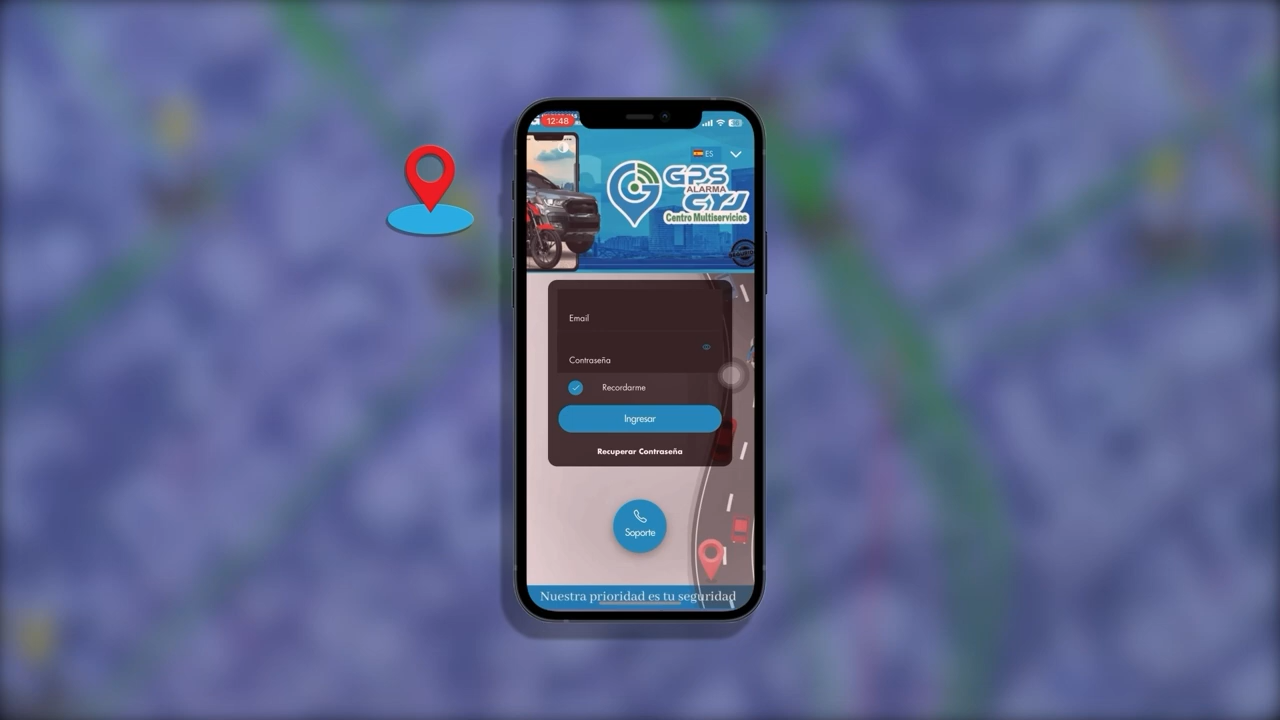 12:48
ES
GPS
ALARMA
CYJ
Centro Multiservicios
Email
Contraseña
Recordarme
Ingresar
Recuperar Contraseña
Soporte
Nuestra prioridad es tu seguridad